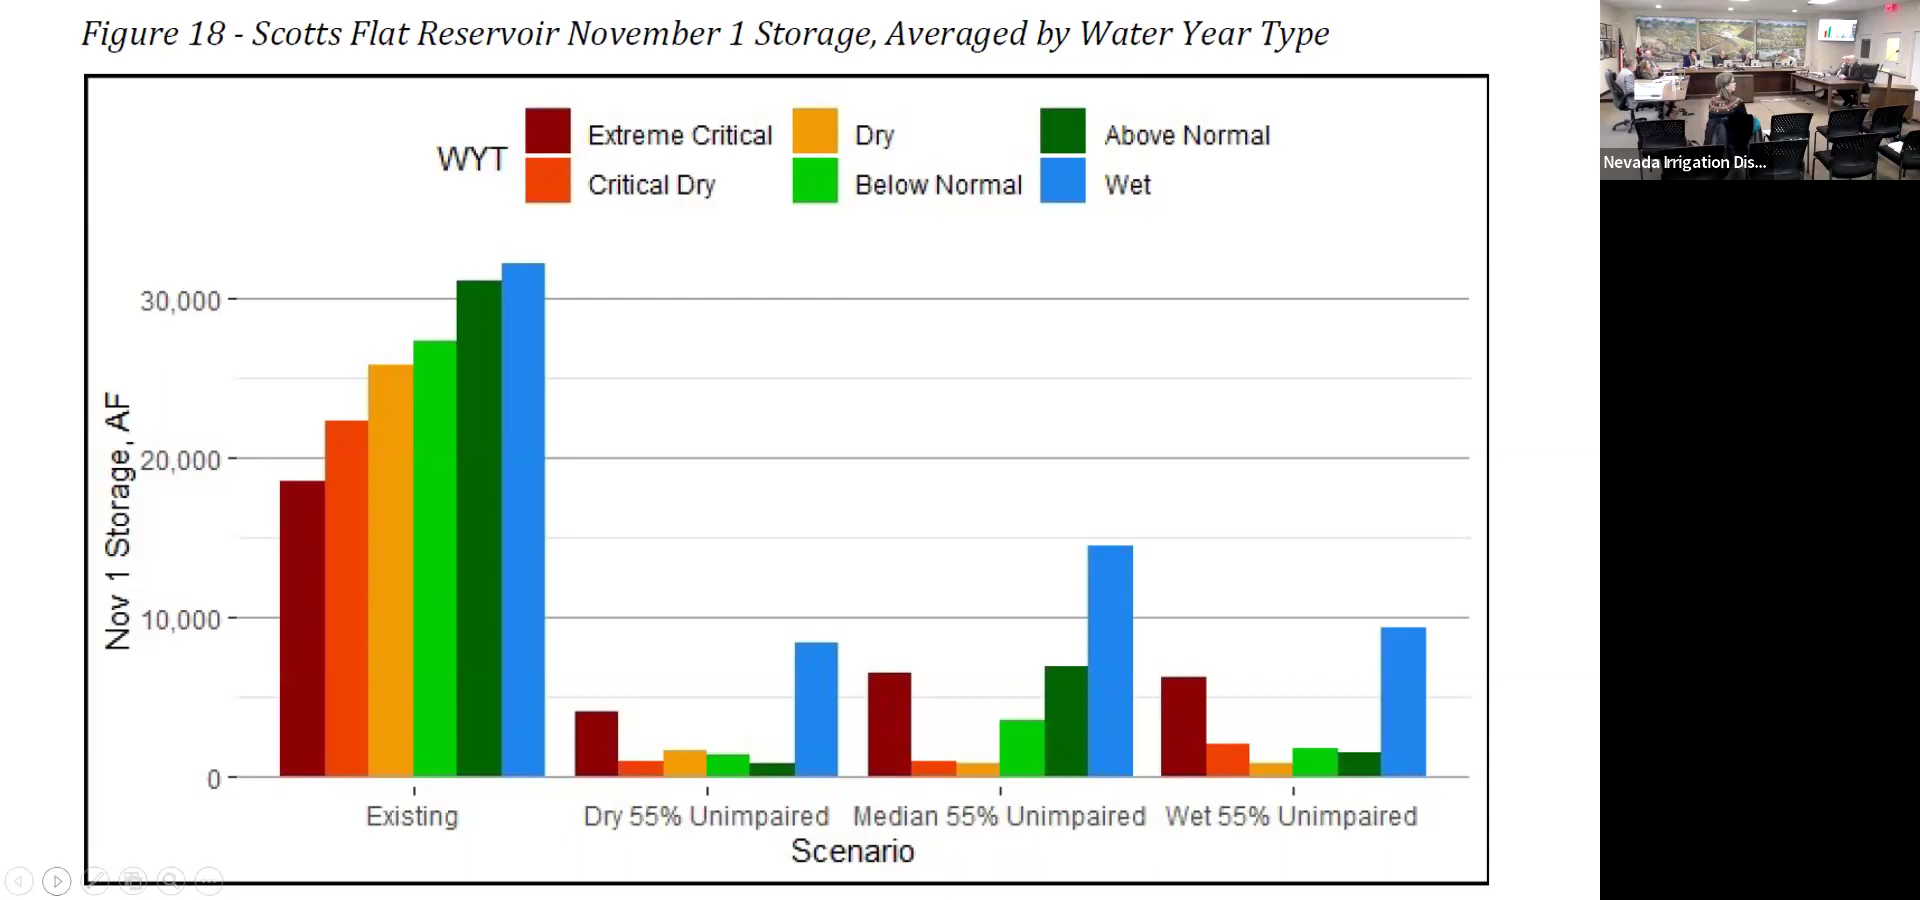 Figure 18 - Scotts Flat Reservoir November 1 Storage, Averaged by Water Year Type
WYT
Extreme Critical
Dry
Above Normal
Critical Dry
Below Normal
Wet
Nov 1 Storage, AF
30,000
20,000
10,000
0
Existing
Dry 55% Unimpaired
Median 55% Unimpaired
Wet 55% Unimpaired
Scenario
Nevada Irrigation Dis...